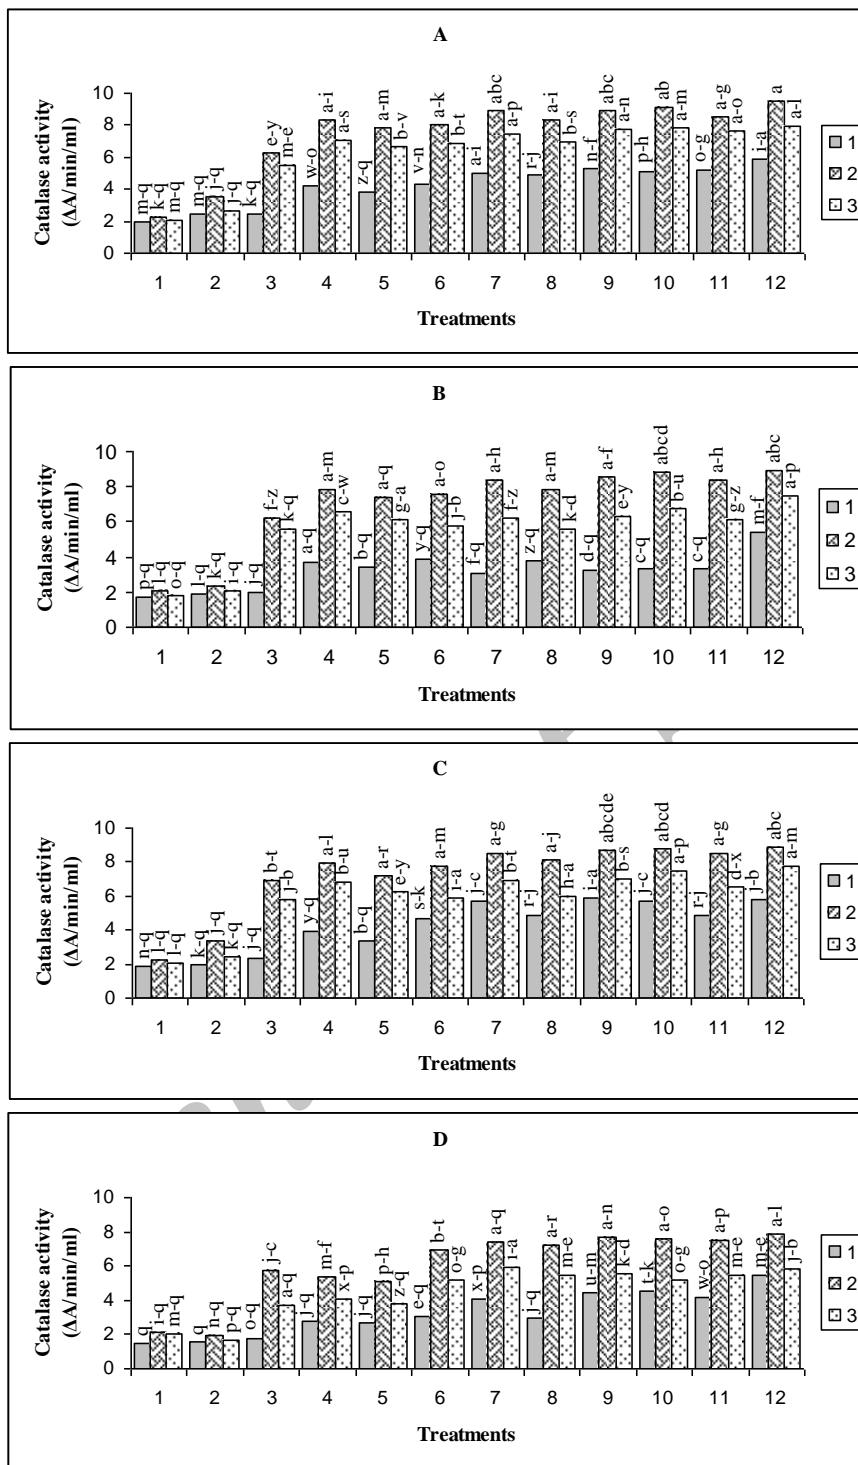 A
Catalase activity
(ΔA/min/ml)
10
8
6
4
2
0
m-q k-q m-q m-q j-q j-q k-q e-y m-e w-o a-i a-s z-q a-m b-v v-n a-k b-t a-i abc a-p r-j a-i b-s n-f abc a-n p-h ab a-m o-g a-g a-o i-a a a-l
1 2 3 4 5 6 7 8 9 10 11 12
Treatments
1
2
3
B
Catalase activity
(ΔA/min/ml)
10
8
6
4
2
0
p-q l-q o-q l-q k-q i-q j-q f-z k-q a-q a-m c-w b-q a-q g-a y-q a-o j-b f-q a-h f-z z-q a-m k-d d-q a-f e-y c-q abcd b-u c-q a-h g-z m-f abc a-p
1 2 3 4 5 6 7 8 9 10 11 12
Treatments
1
2
3
C
Catalase activity
(ΔA/min/ml)
10
8
6
4
2
0
n-q l-q l-q k-q j-q k-q j-q b-t j-b y-q a-l b-u b-q a-r e-y s-k a-m i-a j-c a-g b-t r-j a-j h-a i-a abcde b-s j-c abcd a-p r-j a-g d-x j-b abc a-m
1 2 3 4 5 6 7 8 9 10 11 12
Treatments
1
2
3
D
Catalase activity
(ΔA/min/ml)
10
8
6
4
2
0
q i-q m-q q n-q p-q o-q j-c a-q j-q m-f x-p j-q p-h z-q e-q b-t o-g x-p a-q i-a j-q a-r m-e u-m a-n k-d t-k a-o o-g w-o a-p m-e m-e a-l j-b
1 2 3 4 5 6 7 8 9 10 11 12
Treatments
1
2
3